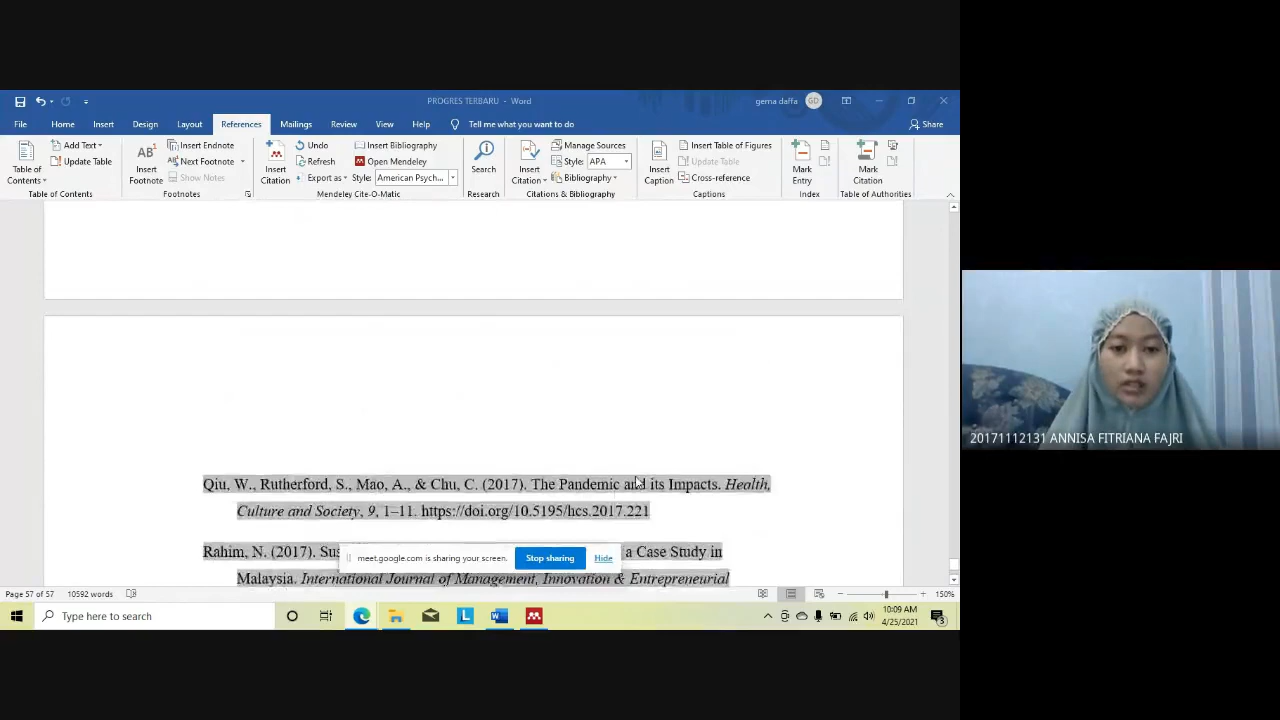 PROGRES TERBARU - Word
gema daffa GD
File Home Insert Design Layout References Mailings Review View Help Tell me what you want to do Share
Table of Contents
Add Text
Update Table
Table of Contents
AB1 Insert Footnote
Insert Endnote
Next Footnote
Show Notes
Footnotes
Insert Citation
Undo
Refresh
Export as
Insert Bibliography
Open Mendeley
Style: American Psych...
Mendeley Cite-O-Matic
Search
Research
Insert Citation
Manage Sources
Style: APA
Bibliography
Citations & Bibliography
Insert Caption
Insert Table of Figures
Update Table
Cross-reference
Captions
Mark Entry
Index
Mark Citation
Table of Authorities
Qiu, W., Rutherford, S., Mao, A., & Chu, C. (2017). The Pandemic and its Impacts. Health,
Culture and Society, 9, 1–11. https://doi.org/10.5195/hcs.2017.221
Rahim, N. (2017). Sus
a Case Study in
meet.google.com is sharing your screen. Stop sharing Hide
Malaysia. International Journal of Management, Innovation & Entrepreneurial
Page 57 of 57 10592 words
150%
Type here to search
L
10:09 AM
4/25/2021
3
20171112131 ANNISA FITRIANA FAJRI